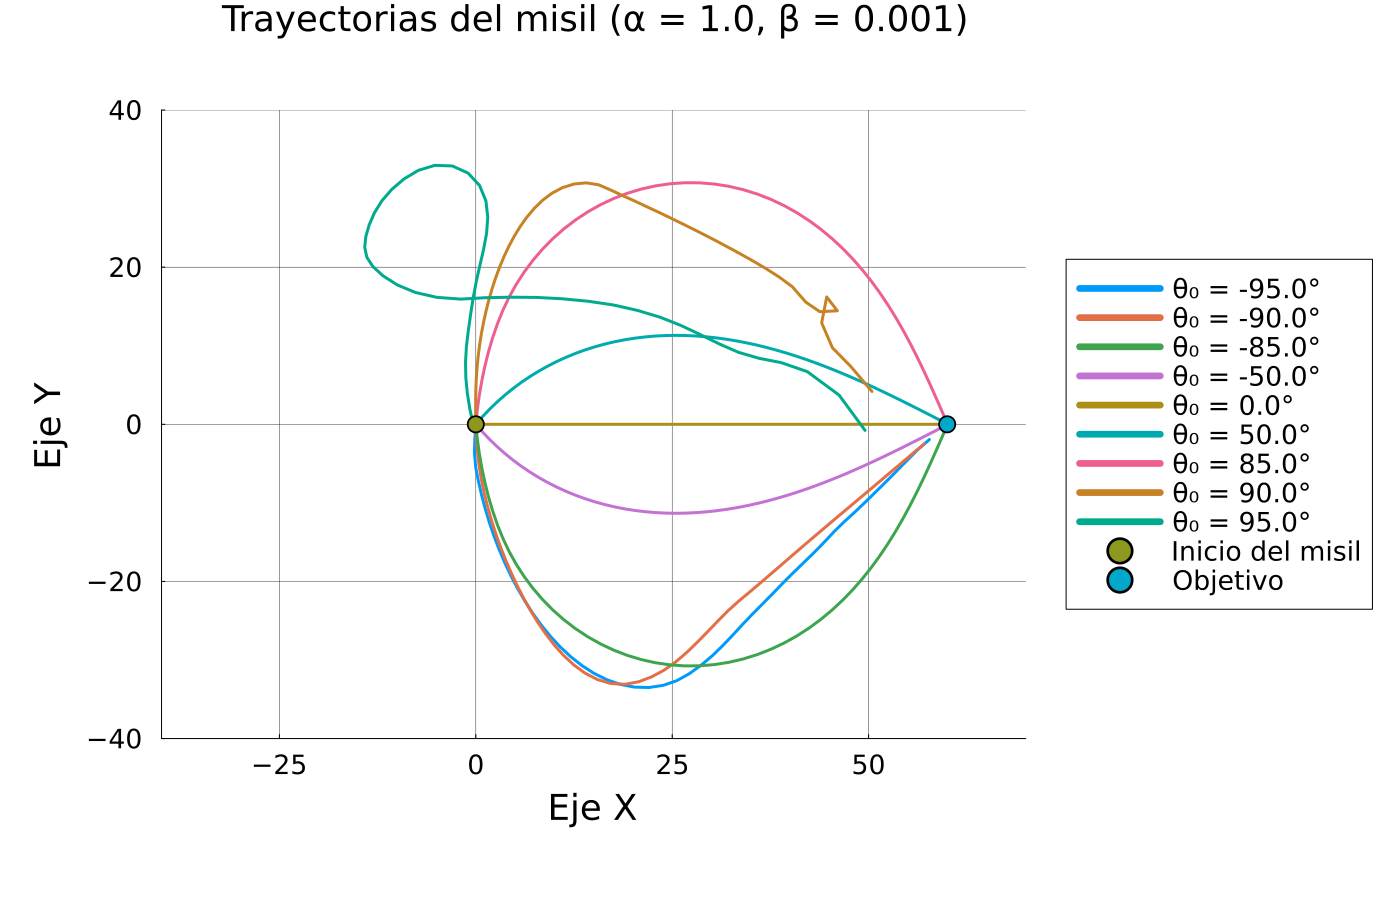 Trayectorias del misil (α = 1.0, β = 0.001)
40
20
0
−20
−40
Eje Y
−25
0
25
50
Eje X
θ₀ = -95.0°
θ₀ = -90.0°
θ₀ = -85.0°
θ₀ = -50.0°
θ₀ = 0.0°
θ₀ = 50.0°
θ₀ = 85.0°
θ₀ = 90.0°
θ₀ = 95.0°
Inicio del misil
Objetivo